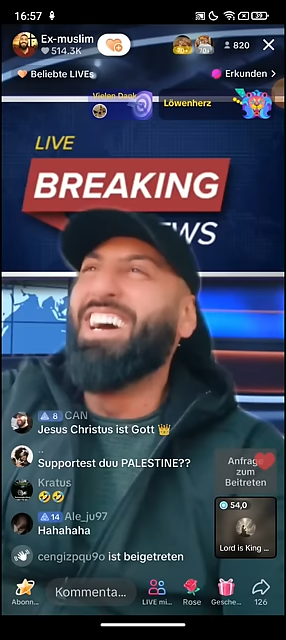 16:57
39
Ex-muslim
514.3K
820
Beliebte LIVEs
Erkunden
Vielen Dank
Löwenherz
LIVE
BREAKING
NEWS
8 CAN
Jesus Christus ist Gott 👑
..
Supportest duu PALESTINE??
Kratus
🤣🤣
14 Ale_ju97
Hahahaha
cengizpqu9o ist beigetreten
Anfrage
zum
Beitreten
54,0
Lord is King ...
Abonn...
Kommenta...
LIVE mi...
Rose
Gesche...
126